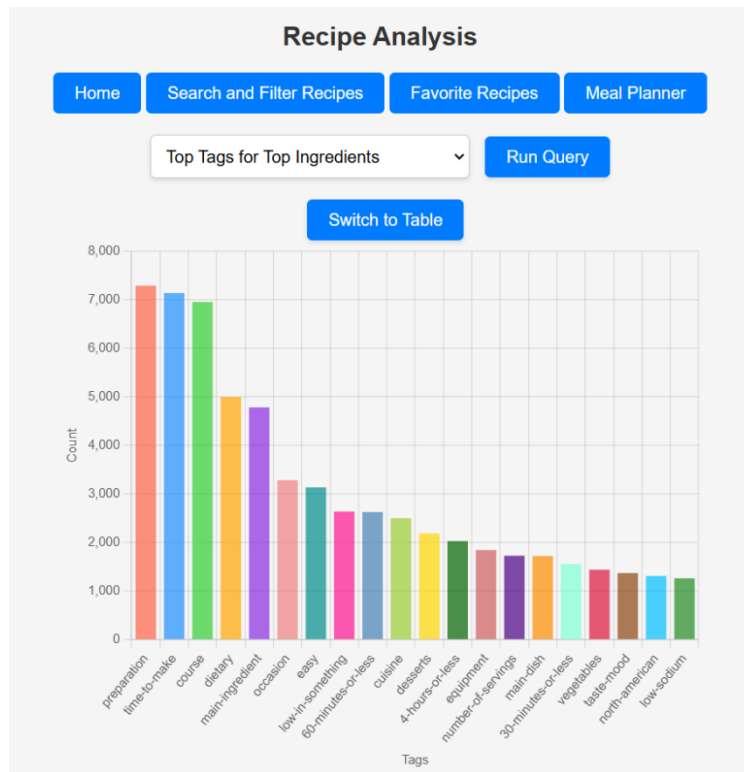 Recipe Analysis
Home Search and Filter Recipes Favorite Recipes Meal Planner
Top Tags for Top Ingredients Run Query
Switch to Table
8,000
7,000
6,000
5,000
4,000
3,000
2,000
1,000
0
Count
preparation
time-to-make
course
dietary
main-ingredient
occasion
easy
low-in-something
60-minutes-or-less
cuisine
desserts
4-hours-or-less
equipment
number-of-servings
main-dish
30-minutes-or-less
vegetables
taste-mood
north-american
low-sodium
Tags